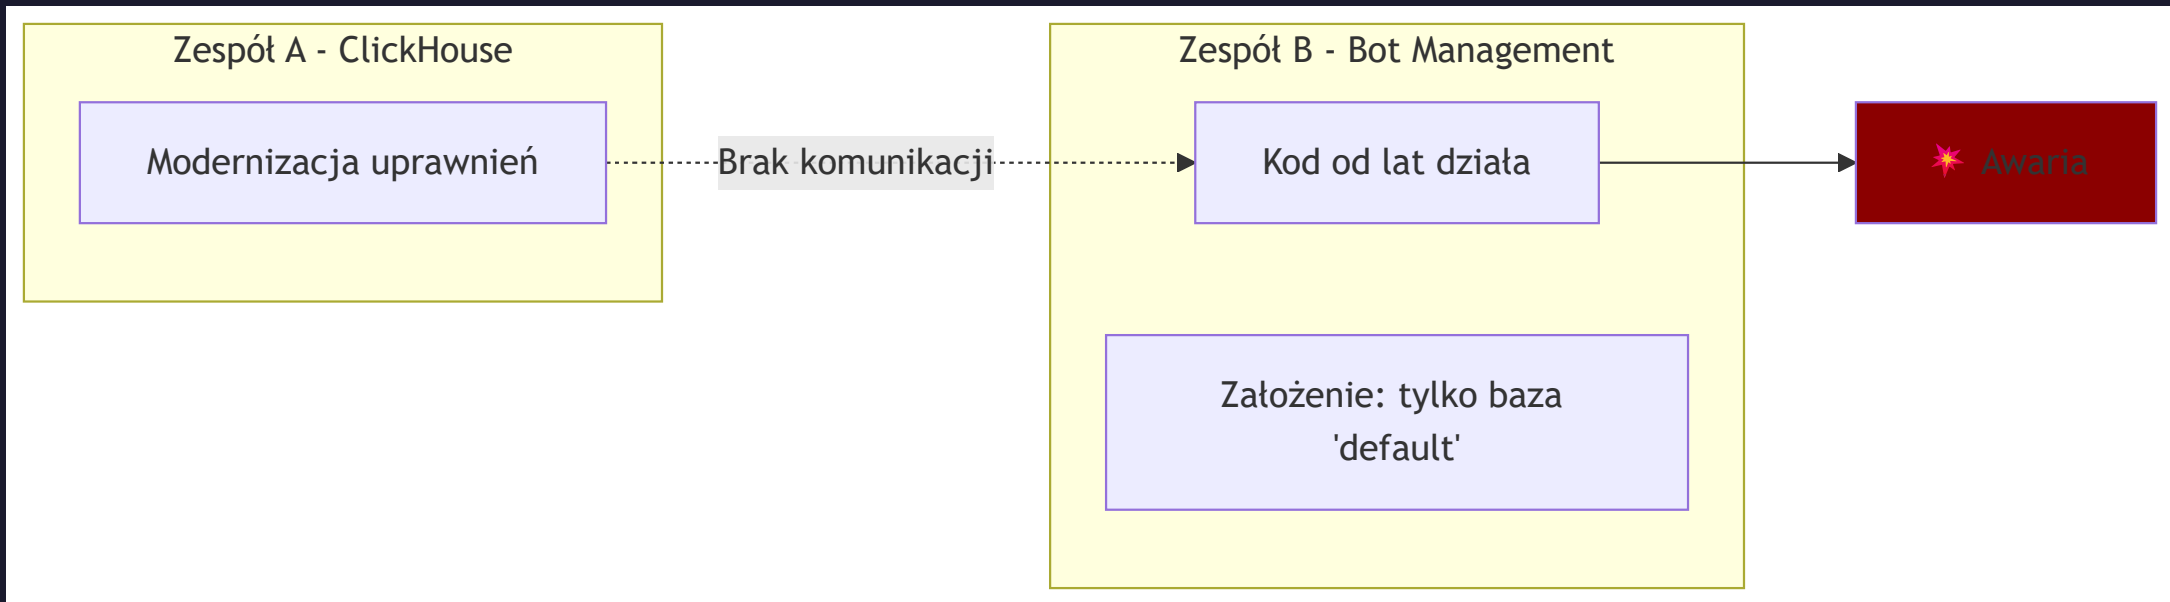 Zespół A - ClickHouse
Modernizacja uprawnień
Brak komunikacji
Zespół B - Bot Management
Kod od lat działa
Założenie: tylko baza
'default'
💥 Awaria